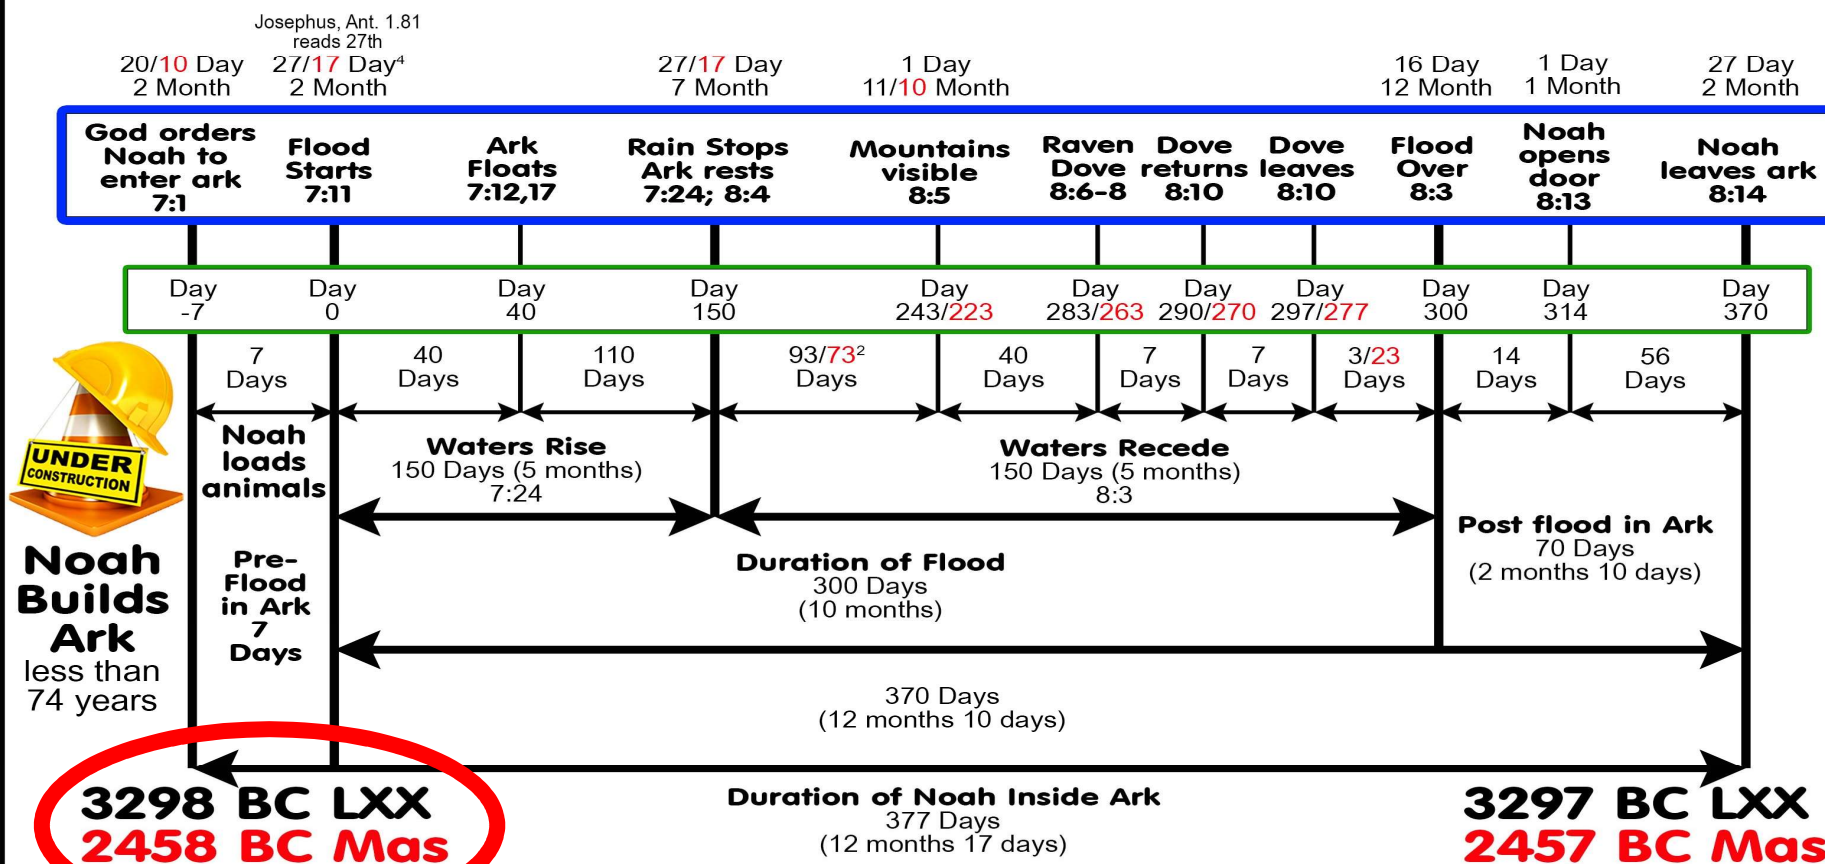 Josephus, Ant. 1.81
reads 27th
20/10 Day
2 Month
27/17 Day⁴
2 Month
27/17 Day
7 Month
1 Day
11/10 Month
16 Day
12 Month
1 Day
1 Month
27 Day
2 Month
God orders
Noah to
enter ark
7:1
Flood
Starts
7:11
Ark
Floats
7:12,17
Rain Stops
Ark rests
7:24; 8:4
Mountains
visible
8:5
Raven
Dove
8:6-8
Dove
returns
8:10
Dove
leaves
8:10
Flood
Over
8:3
Noah
opens
door
8:13
Noah
leaves ark
8:14
Day
-7
Day
0
Day
40
Day
150
Day
243/223
Day
283/263
Day
290/270
Day
297/277
Day
300
Day
314
Day
370
7
Days
40
Days
110
Days
93/73²
Days
40
Days
7
Days
7
Days
3/23
Days
14
Days
56
Days
UNDER
CONSTRUCTION
Noah
Builds
Ark
less than
74 years
Noah
loads
animals
Pre-
Flood
in Ark
7
Days
Waters Rise
150 Days (5 months)
7:24
Waters Recede
150 Days (5 months)
8:3
Duration of Flood
300 Days
(10 months)
Post flood in Ark
70 Days
(2 months 10 days)
370 Days
(12 months 10 days)
3298 BC LXX
2458 BC Mas
Duration of Noah Inside Ark
377 Days
(12 months 17 days)
3297 BC LXX
2457 BC Mas